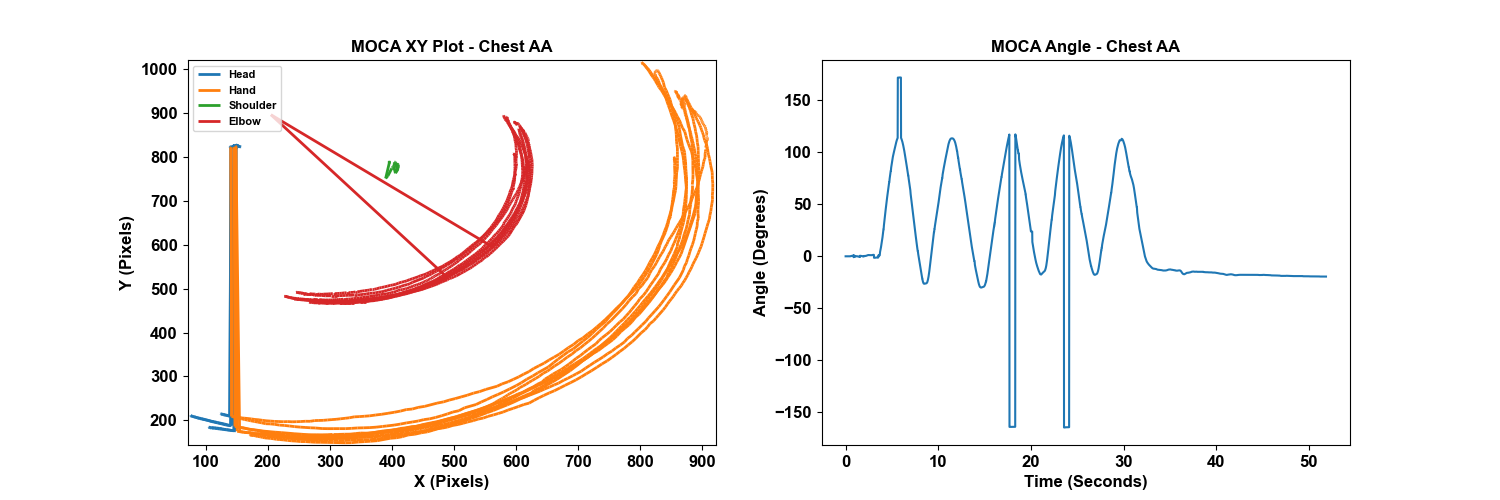 MOCA XY Plot - Chest AA
Y (Pixels)
1000
900
800
700
600
500
400
300
200
Head
Hand
Shoulder
Elbow
100 200 300 400 500 600 700 800 900
X (Pixels)
MOCA Angle - Chest AA
Angle (Degrees)
150
100
50
0
−50
−100
−150
0 10 20 30 40 50
Time (Seconds)